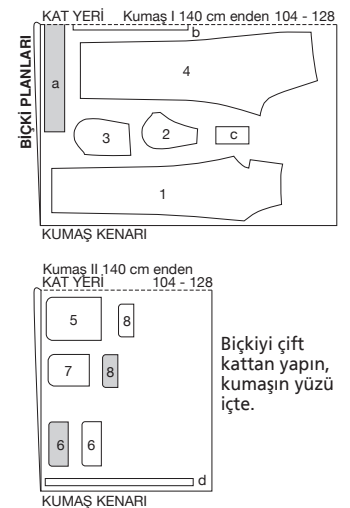 KAT YERİ Kumaş I 140 cm enden 104 - 128
b
BİÇKİ PLANLARI
a
4
3
2
c
1
KUMAŞ KENARI
Kumaş II 140 cm enden
KAT YERİ 104 - 128
5
8
7
8
6
6
d
KUMAŞ KENARI
Biçkiyi çift
kattan yapın,
kumaşın yüzü
içte.